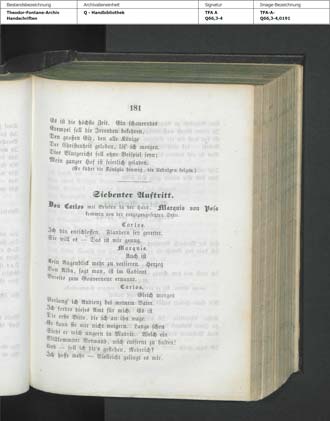 Bestandsbezeichnung Archivalieneinheit Signatur Image-Bezeichnung
Theodor-Fontane-Archiv Q - Handbibliothek TFA A TFA-A-
Handschriften Q66,3-4 Q66,3-4,0191
181
Es ist die höchste Zeit. Ein schauerndes
Exempel soll die Irrenden bekehren.
Den großen Eid, den alle Könige
Der Christenheit geloben, lös' ich morgen.
Dies Blutgericht soll ohne Beispiel seyn;
Mein ganzer Hof ist feierlich geladen.
(Er führt die Königin hinweg, die Uebrigen folgen.)
Siebenter Auftritt.
Don Carlos mit Briefen in der Hand. Marquis von Posa
kommen von der entgegengesetzten Seite.
Carlos.
Ich bin entschlossen. Flandern sey gerettet.
Sie will es — Das ist mir genug.
Marquis.
Auch ist
Kein Augenblick mehr zu verlieren. Herzog
Von Alba, sagt man, ist im Cabinet
Bereits zum Gouverneur ernannt.
Carlos.
Gleich morgen
Verlang' ich Audienz bei meinem Vater.
Ich fordre dieses Amt für mich. Es ist
Die erste Bitte, die ich an ihn wage.
Er kann sie mir nicht weigern. Lange schon
Sieht er mich ungern in Madrid. Welch ein
Willkommner Vorwand, mich entfernt zu halten!
Und — soll ich dir's gestehen, Roderich?
Ich hoffe mehr — Vielleicht gelingt es mir.